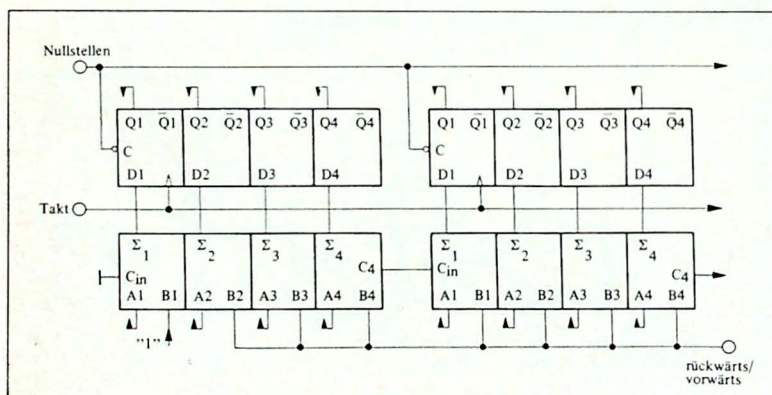 Nullstellen
Q1 Q̅1 Q2 Q̅2 Q3 Q̅3 Q4 Q̅4 Q1 Q̅1 Q2 Q̅2 Q3 Q̅3 Q4 Q̅4
C C
D1 D2 D3 D4 D1 D2 D3 D4
Takt
Σ1 Σ2 Σ3 Σ4 Σ1 Σ2 Σ3 Σ4
Cin C4 Cin C4
A1 B1 A2 B2 A3 B3 A4 B4 A1 B1 A2 B2 A3 B3 A4 B4
"1"
rückwärts/
vorwärts